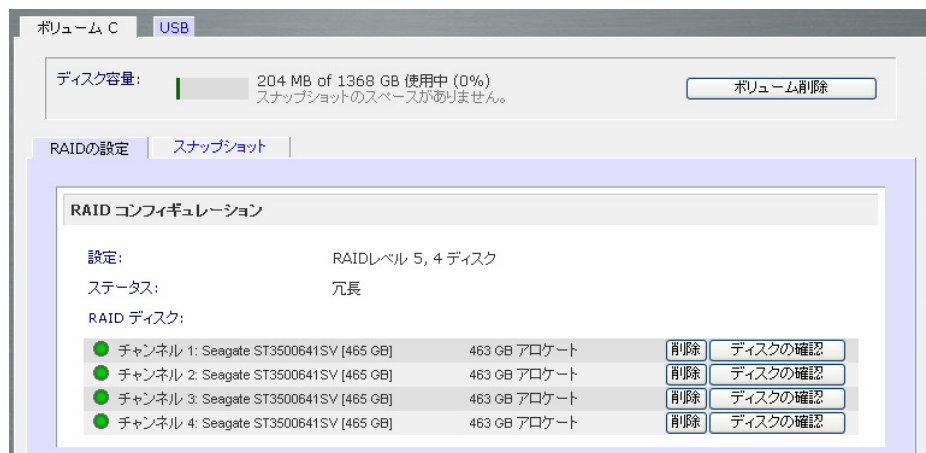 ボリューム C USB
ディスク容量: 204 MB of 1368 GB 使用中 (0%) ボリューム削除
スナップショットのスペースがありません。
RAIDの設定 スナップショット
RAID コンフィギュレーション
設定: RAIDレベル 5, 4 ディスク
ステータス: 冗長
RAID ディスク:
チャンネル 1: Seagate ST3500641SV [465 GB] 463 GB アロケート 削除 ディスクの確認
チャンネル 2: Seagate ST3500641SV [465 GB] 463 GB アロケート 削除 ディスクの確認
チャンネル 3: Seagate ST3500641SV [465 GB] 463 GB アロケート 削除 ディスクの確認
チャンネル 4: Seagate ST3500641SV [465 GB] 463 GB アロケート 削除 ディスクの確認